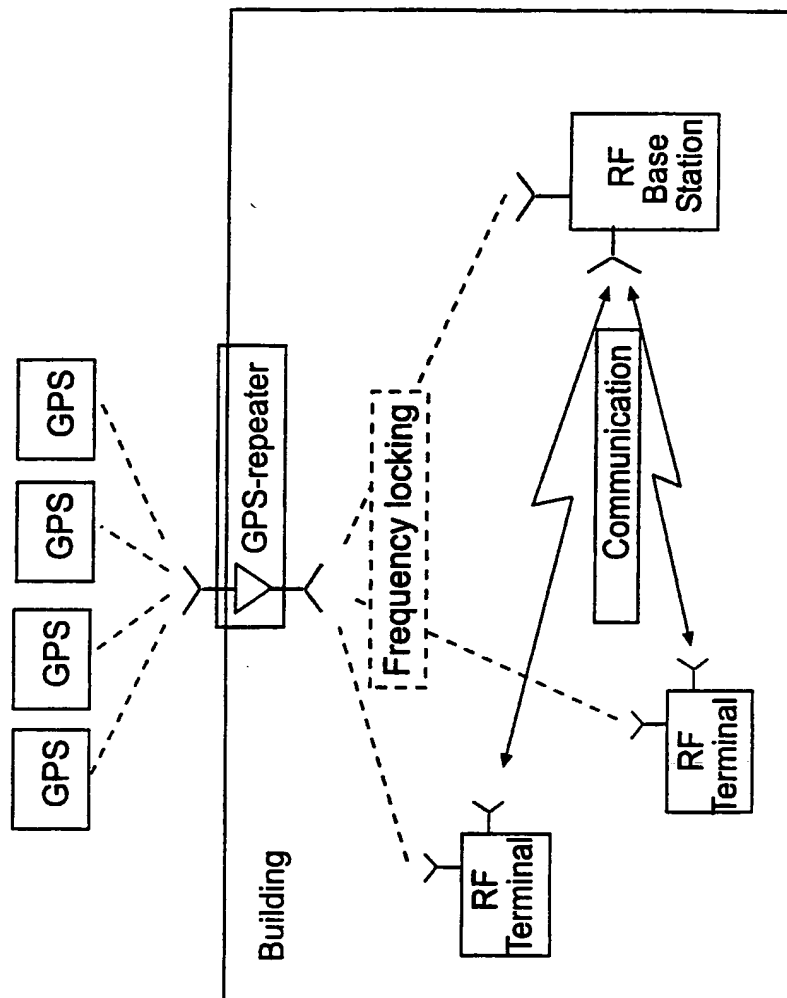 GPS
GPS
GPS
GPS
GPS-repeater
Building
Frequency locking
RF
Terminal
Communication
RF
Base
Station
RF
Terminal